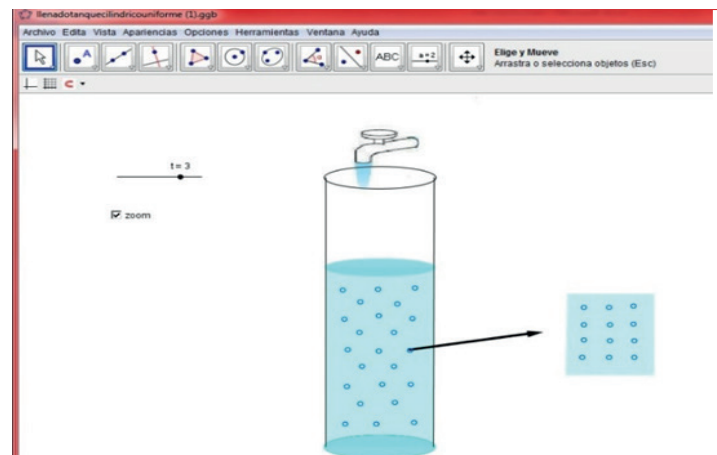 llenadotanquecilindricouniforme (1).ggb
Archivo Edita Vista Apariencias Opciones Herramientas Ventana Ayuda
A
ABC
a=2
Elige y Mueve
Arrastra o selecciona objetos (Esc)
t = 3
zoom